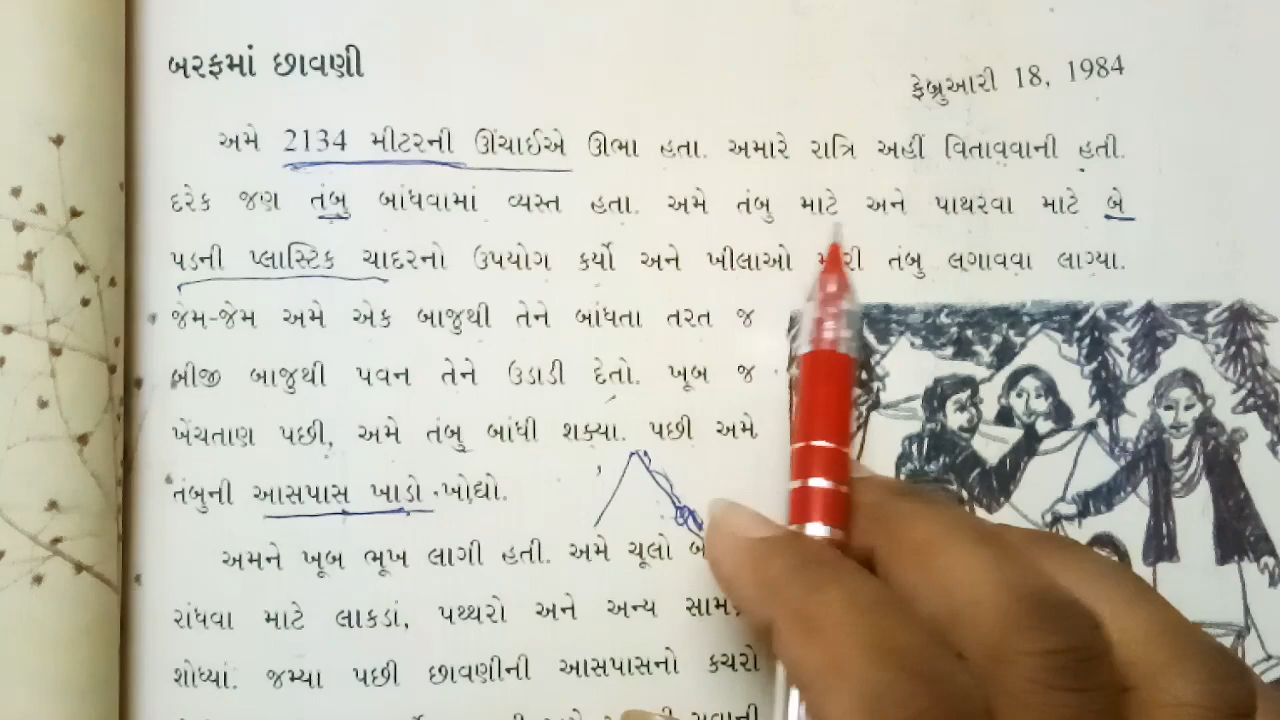 બરફમાં છાવણી
ફેબ્રુઆરી 18, 1984
અમે 2134 મીટરની ઊંચાઈએ ઊભા હતા. અમારે રાત્રિ અહીં વિતાવવાની હતી.
દરેક જણ તંબુ બાંધવામાં વ્યસ્ત હતા. અમે તંબુ માટે અને પાથરવા માટે બે
પડની પ્લાસ્ટિક ચાદરનો ઉપયોગ કર્યો અને ખીલાઓ તંબુ લગાવવા લાગ્યા.
જેમ-જેમ અમે એક બાજુથી તેને બાંધતા તરત જ
બીજી બાજુથી પવન તેને ઉડાડી દેતો. ખૂબ જ
ખેંચતાણ પછી, અમે તંબુ બાંધી શક્યા. પછી અમે
તંબુની આસપાસ ખાડો ખોદ્યો.
અમને ખૂબ ભૂખ લાગી હતી. અમે ચૂલો
રાંધવા માટે લાકડાં, પથ્થરો અને અન્ય
શોધ્યાં. જમ્યા પછી છાવણીની આસપાસનો કચરો